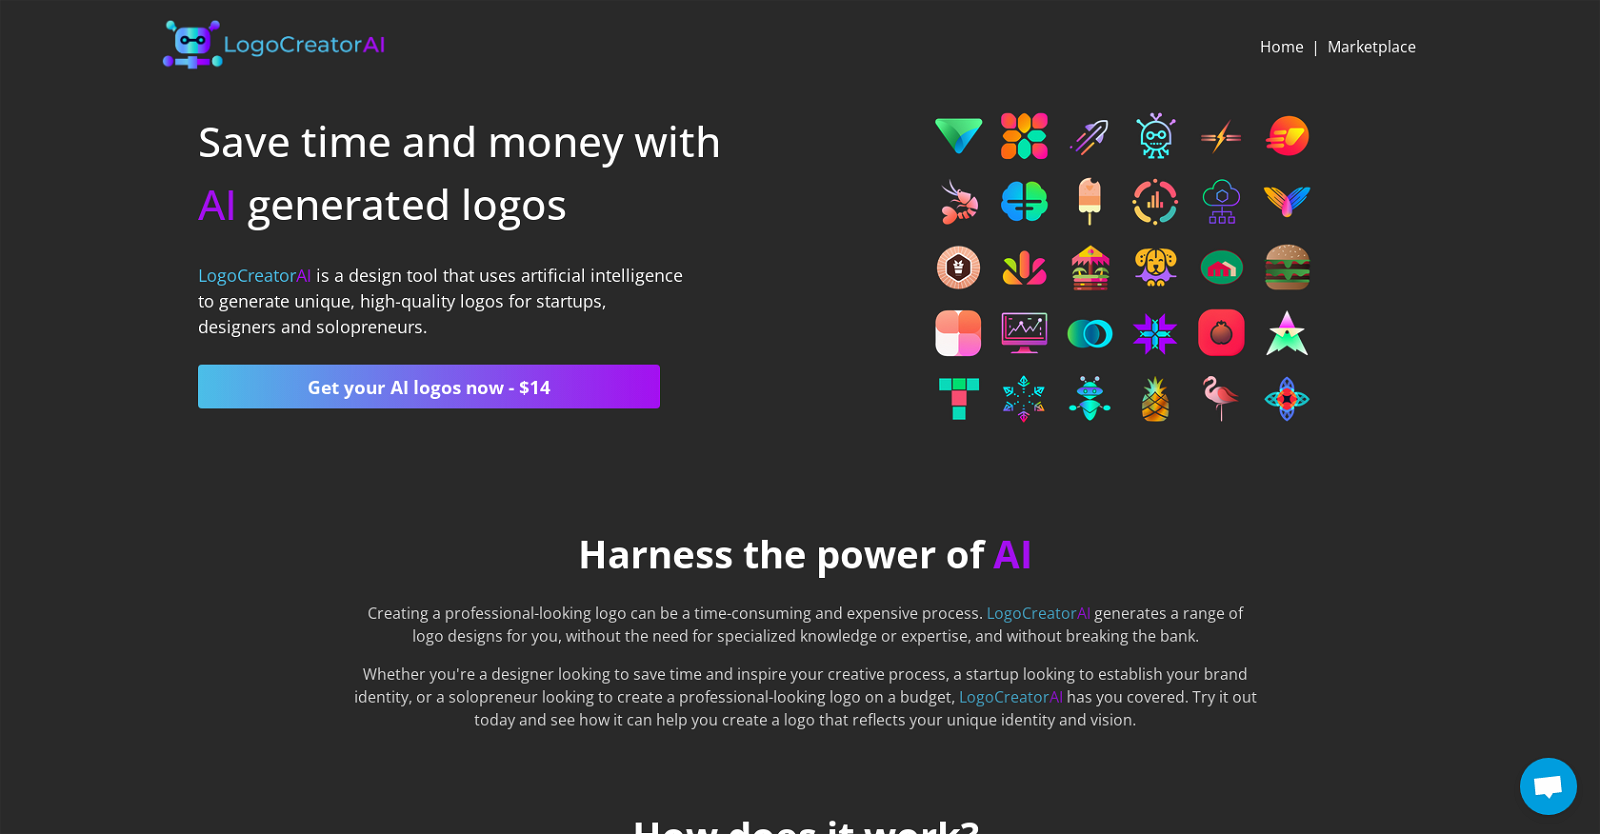 LogoCreatorAI
Home | Marketplace
Save time and money with
AI generated logos
LogoCreatorAI is a design tool that uses artificial intelligence
to generate unique, high-quality logos for startups,
designers and solopreneurs.
Get your AI logos now - $14
Harness the power of AI
Creating a professional-looking logo can be a time-consuming and expensive process. LogoCreatorAI generates a range of
logo designs for you, without the need for specialized knowledge or expertise, and without breaking the bank.
Whether you're a designer looking to save time and inspire your creative process, a startup looking to establish your brand
identity, or a solopreneur looking to create a professional-looking logo on a budget, LogoCreatorAI has you covered. Try it out
today and see how it can help you create a logo that reflects your unique identity and vision.
How does it work?